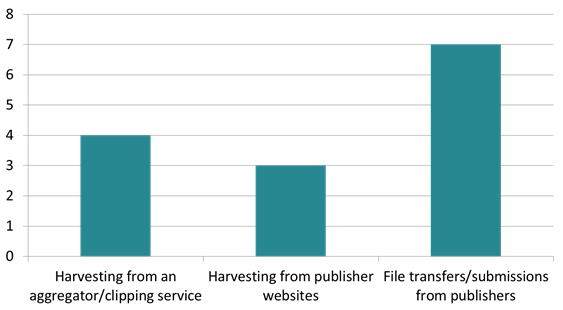 8
7
6
5
4
3
2
1
0
Harvesting from an
aggregator/clipping service
Harvesting from publisher
websites
File transfers/submissions
from publishers